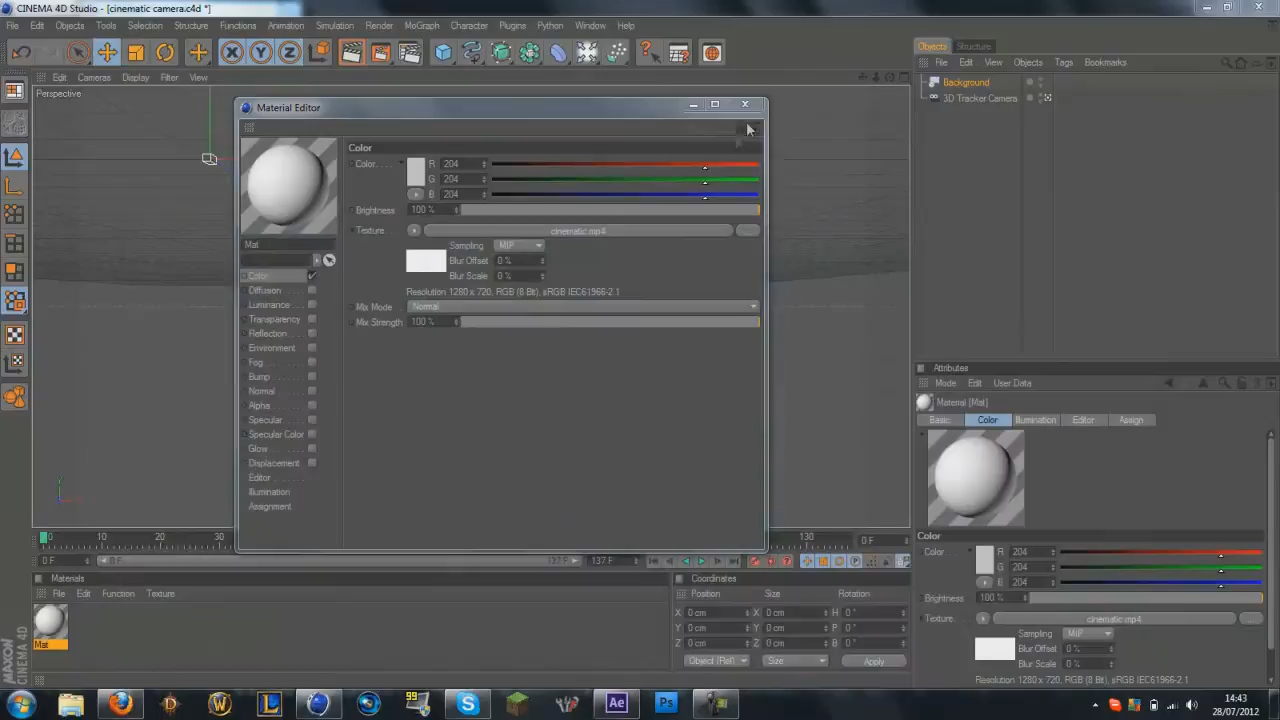 CINEMA 4D Studio - [cinematic camera.c4d *]
File Edit Objects Tools Selection Structure Functions Animation Simulation Render MoGraph Character Plugins Python Window Help
Edit Cameras Display Filter View
Perspective
Objects Structure
File Edit View Objects Tags Bookmarks
Background
3D Tracker Camera
Material Editor
Color
Color R 204
G 204
B 204
Brightness 100 %
Texture cinematic.mp4
Sampling MIP
Blur Offset 0 %
Blur Scale 0 %
Resolution 1280 x 720, RGB (8 Bit), sRGB IEC61966-2.1
Mix Mode Normal
Mix Strength 100 %
Mat
Color
Diffusion
Luminance
Transparency
Reflection
Environment
Fog
Bump
Normal
Alpha
Specular
Specular Color
Glow
Displacement
Editor
Illumination
Assignment
Attributes
Mode Edit User Data
Material [Mat]
Basic Color Illumination Editor Assign
Color
Color R 204
G 204
B 204
Brightness 100 %
Texture cinematic.mp4
Sampling MIP
Blur Offset 0 %
Blur Scale 0 %
Resolution 1280 x 720, RGB (8 Bit), sRGB IEC61966-2.1
0 10 20 30 130 0 F
0 F 0 F 137 F 137 F
Materials
File Edit Function Texture
Mat
Coordinates
Position Size Rotation
X 0 cm X 0 cm H 0 °
Y 0 cm Y 0 cm P 0 °
Z 0 cm Z 0 cm B 0 °
Object (Rel) Size Apply
MAXON
CINEMA 4D
99
Ae
Ps
14:43
28/07/2012